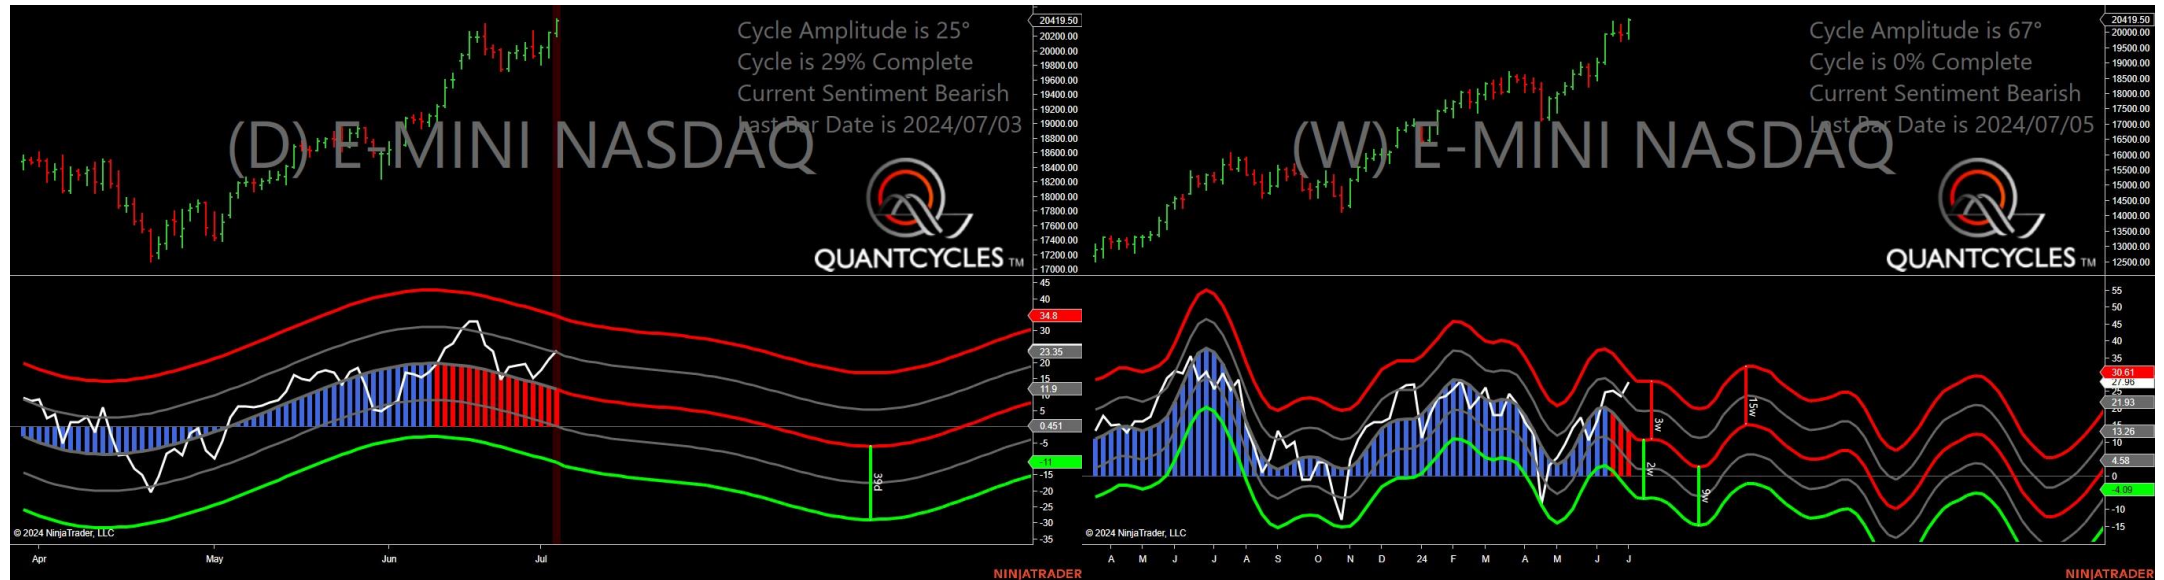 Cycle Amplitude is 25°
Cycle is 29% Complete
Current Sentiment Bearish
Last Bar Date is 2024/07/03
(D) E-MINI NASDAQ
QUANTCYCLES TM
20419.50
20200.00
20000.00
19800.00
19600.00
19400.00
19200.00
19000.00
18800.00
18600.00
18400.00
18200.00
18000.00
17800.00
17600.00
17400.00
17200.00
17000.00
45
40
34.8
30
23.35
20
15
11.9
10
5
0.451
-5
-11
-15
-20
-25
-30
-35
39d
© 2024 NinjaTrader, LLC
Apr May Jun Jul
NINJATRADER
Cycle Amplitude is 67°
Cycle is 0% Complete
Current Sentiment Bearish
Last Bar Date is 2024/07/05
(W) E-MINI NASDAQ
QUANTCYCLES TM
20419.50
20000.00
19500.00
19000.00
18500.00
18000.00
17500.00
17000.00
16500.00
16000.00
15500.00
15000.00
14500.00
14000.00
13500.00
13000.00
12500.00
55
50
45
40
35
30.61
27.96
21.93
13.26
10
4.58
0
-4.09
-10
-15
3w
15w
2w
9w
© 2024 NinjaTrader, LLC
A M J J A S O N D 24 F M A M J J
NINJATRADER